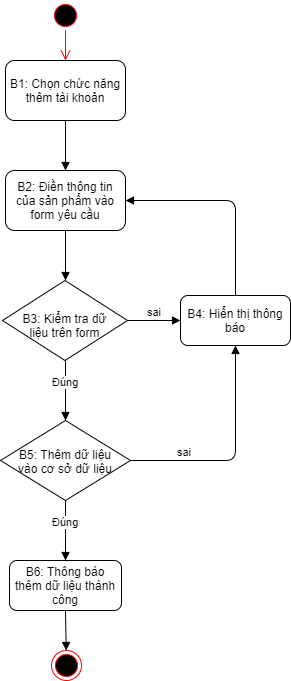 B1: Chọn chức năng
thêm tài khoản
B2: Điền thông tin
của sản phẩm vào
form yêu cầu
B3: Kiểm tra dữ
liệu trên form
sai
B4: Hiển thị thông
báo
Đúng
B5: Thêm dữ liệu
vào cơ sở dữ liệu
sai
Đúng
B6: Thông báo
thêm dữ liệu thành
công